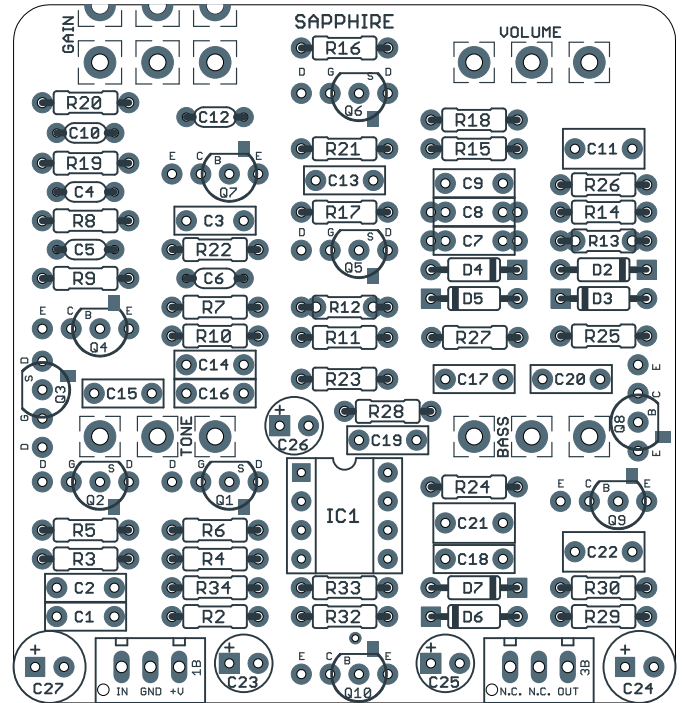 SAPPHIRE
GAIN
VOLUME
R16
D G S
Q6
R20
C12
R18
C10
R15
C11
R19
R21
E C B E
Q7
C13
C9
R26
C4
R8
C3
R17
C8
R14
D G S
Q5
C7
R13
C5
R22
D4
D2
R9
C6
D5
D3
R7
R12
E C B E
Q4
R10
R11
R27
R25
D
S
G
D
Q3
C14
R23
C17
C20
E
C
B
E
Q8
C15
C16
R28
TONE
+
C26
C19
BASS
D G S D
Q2
D G S D
Q1
IC1
R24
E C B E
Q9
R5
R6
C21
R3
R4
C18
C22
C2
R34
R33
D7
R30
C1
R2
R32
D6
R29
+
C27
IN GND +V
1B
+
C23
E C B E
Q10
+
C25
N.C. N.C. OUT
3B
+
C24